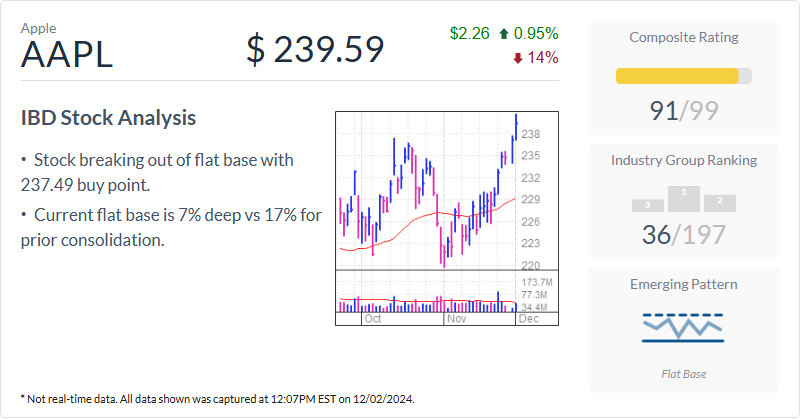 Apple
AAPL
$ 239.59
$2.26 0.95%
14%
IBD Stock Analysis
• Stock breaking out of flat base with
237.49 buy point.
• Current flat base is 7% deep vs 17% for
prior consolidation.
238
235
232
229
226
223
220
173.7M
77.3M
34.4M
Oct Nov Dec
Composite Rating
91/99
Industry Group Ranking
3 1 2
36/197
Emerging Pattern
Flat Base
* Not real-time data. All data shown was captured at 12:07PM EST on 12/02/2024.